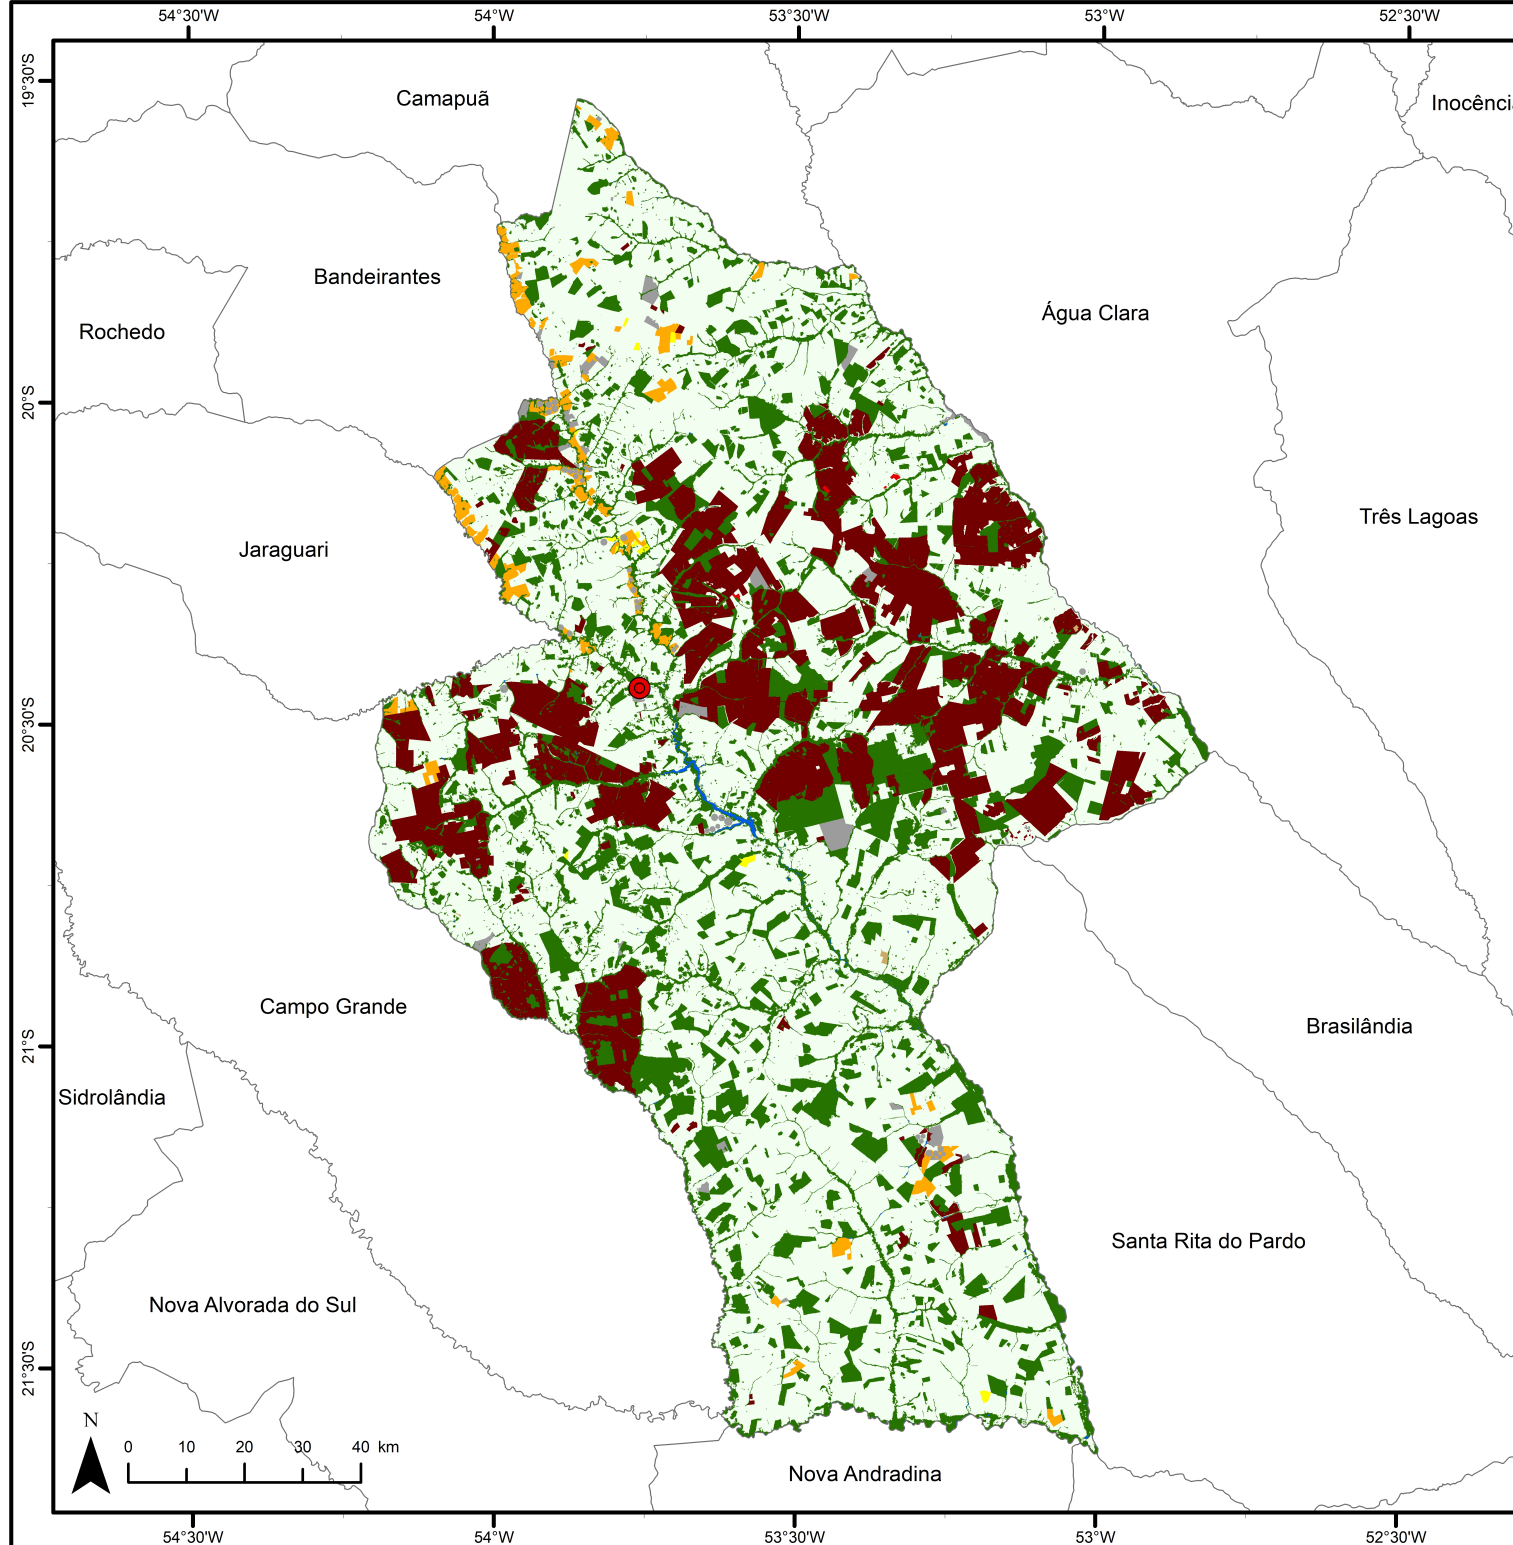 54°30'W 54° 53°30'W 53°W 52°30'W
19°30'S
Camapuã
Inocênci
Bandeirantes
Água Clara
Rochedo
20°S
Três Lagoas
Jaraguari
20°30'S
Campo Grande
Brasilândia
21°S
Sidrolândia
Santa Rita do Pardo
Nova Alvorada do Sul
21°30'S
N
0 10 20 30 40 km
Nova Andradina
54°30'W 54° 53°30'W 53°W 52°30'W